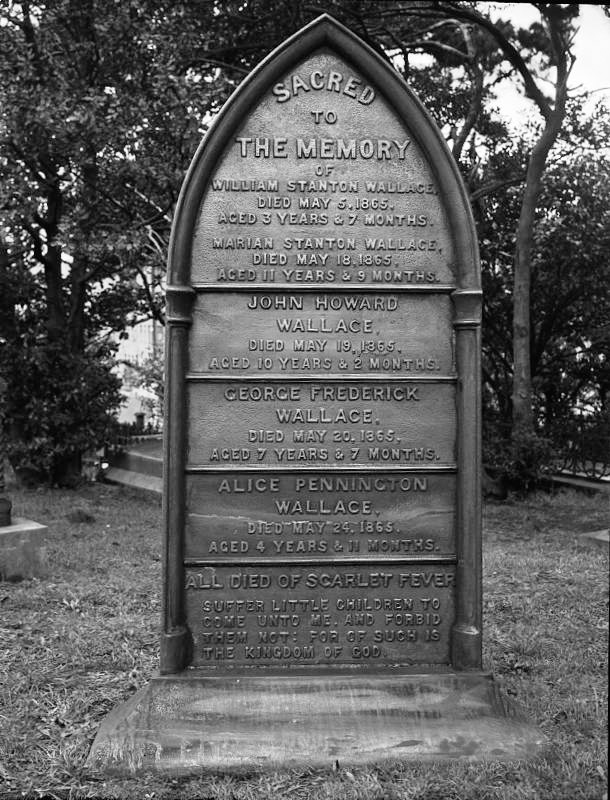 SACRED
TO
THE MEMORY
OF
WILLIAM STANTON WALLACE,
DIED MAY 5, 1865.
AGED 3 YEARS & 7 MONTHS.
MARIAN STANTON WALLACE,
DIED MAY 18, 1865.
AGED 11 YEARS & 9 MONTHS.
JOHN HOWARD
WALLACE,
DIED MAY 19, 1865.
AGED 10 YEARS & 2 MONTHS.
GEORGE FREDERICK
WALLACE,
DIED MAY 20, 1865,
AGED 7 YEARS & 7 MONTHS.
ALICE PENNINGTON
WALLACE,
DIED MAY 24, 1865.
AGED 4 YEARS & 11 MONTHS.
ALL DIED OF SCARLET FEVER
SUFFER LITTLE CHILDREN TO
COME UNTO ME, AND FORBID
THEM NOT: FOR OF SUCH IS
THE KINGDOM OF GOD.